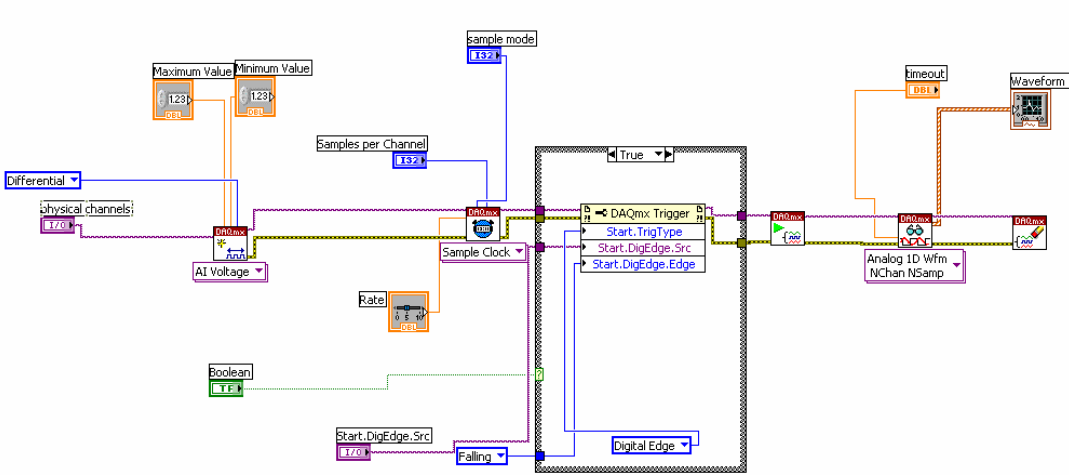 sample mode
I32
Maximum Value
Minimum Value
1.23
DBL
1.23
DBL
timeout
DBL
Waveform
Samples per Channel
I32
True
Differential
physical channels
I/O
DAQmx
DAQmx
DAQmx Trigger
Start.TrigType
Start.DigEdge.Src
Start.DigEdge.Edge
DAQmx
DAQmx
DAQmx
AI Voltage
Sample Clock
Analog 1D Wfm
NChan NSamp
Rate
0 5 10
DBL
Boolean
TF
?
Start.DigEdge.Src
I/O
Falling
Digital Edge